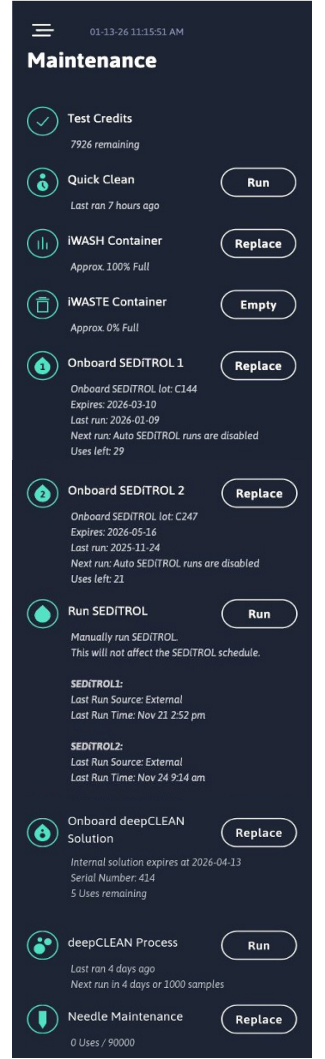 01-13-26 11:15:51 AM
Maintenance
Test Credits
7926 remaining
Quick Clean
Run
Last ran 7 hours ago
iWASH Container
Replace
Approx. 100% Full
iWASTE Container
Empty
Approx. 0% Full
1
Onboard SEDiTROL 1
Replace
Onboard SEDiTROL lot: C144
Expires: 2026-03-10
Last run: 2026-01-09
Next run: Auto SEDiTROL runs are disabled
Uses left: 29
2
Onboard SEDiTROL 2
Replace
Onboard SEDiTROL lot: C247
Expires: 2026-05-16
Last run: 2025-11-24
Next run: Auto SEDiTROL runs are disabled
Uses left: 21
Run SEDiTROL
Run
Manually run SEDiTROL.
This will not affect the SEDiTROL schedule.
SEDiTROL1:
Last Run Source: External
Last Run Time: Nov 21 2:52 pm
SEDiTROL2:
Last Run Source: External
Last Run Time: Nov 24 9:14 am
Onboard deepCLEAN
Solution
Replace
Internal solution expires at 2026-04-13
Serial Number: 414
5 Uses remaining
deepCLEAN Process
Run
Last ran 4 days ago
Next run in 4 days or 1000 samples
Needle Maintenance
Replace
0 Uses / 90000